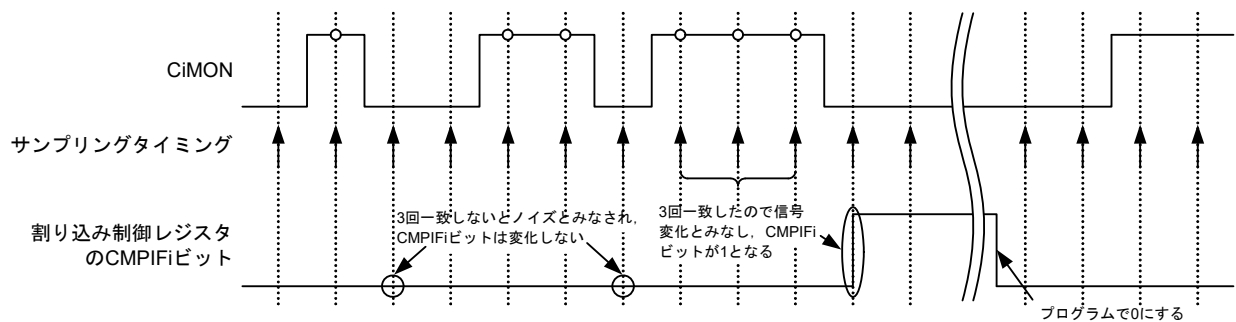 CiMON
サンプリングタイミング
割り込み制御レジスタ
のCMPIFiビット
3回一致しないとノイズとみなされ,
CMPIFiビットは変化しない
3回一致したので信号
変化とみなし, CMPIFi
ビットが1となる
プログラムで0にする